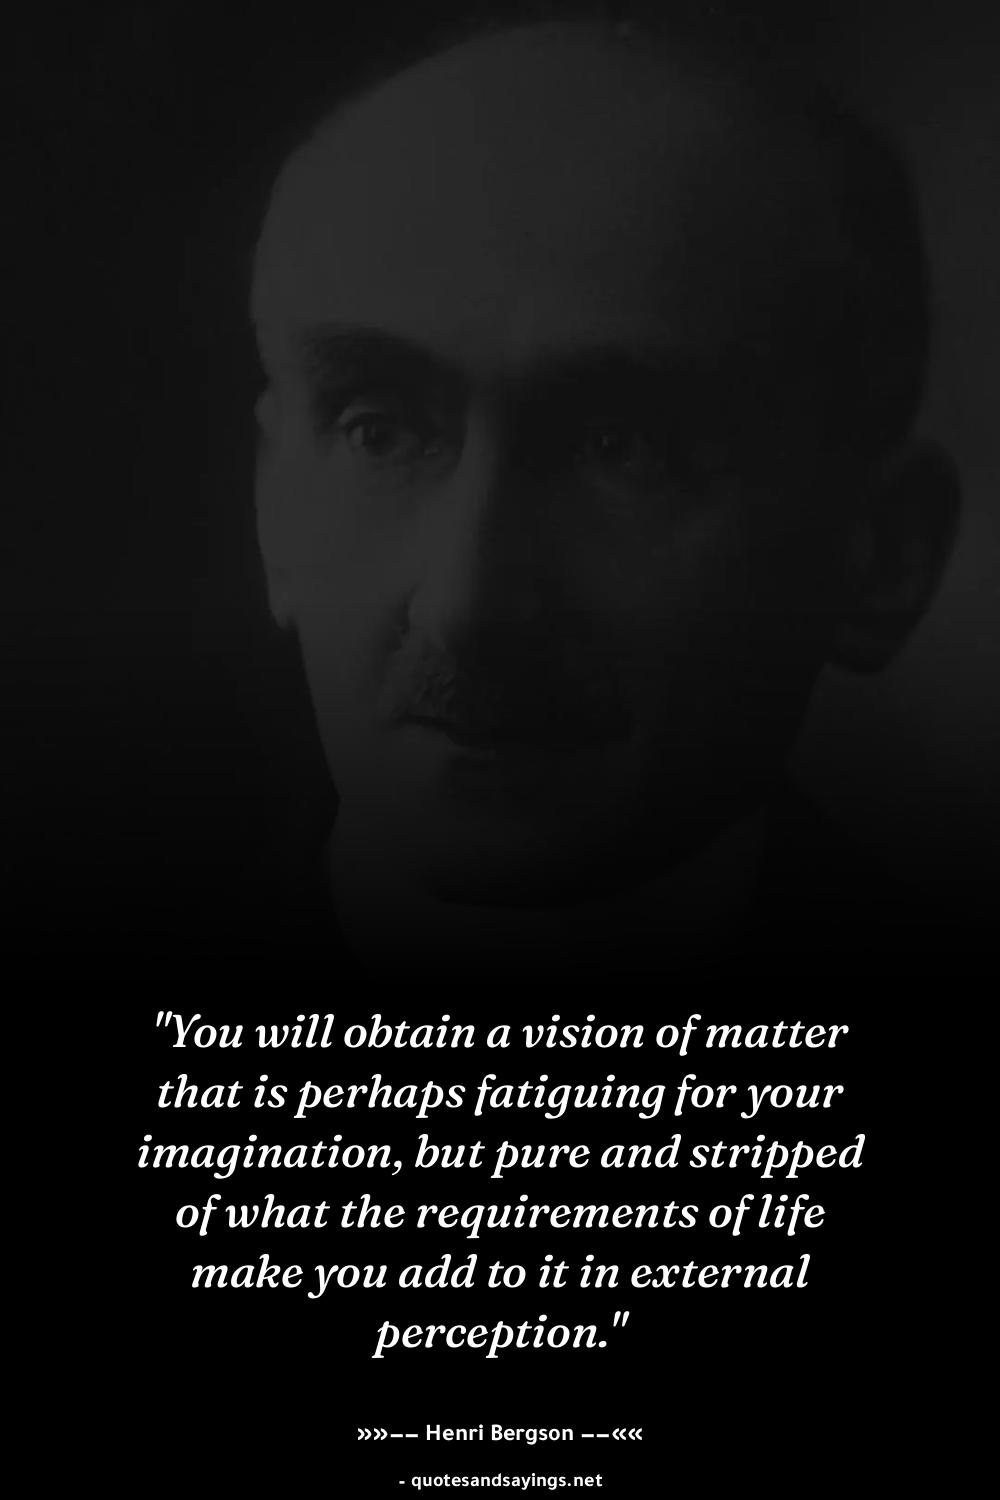 "You will obtain a vision of matter
that is perhaps fatiguing for your
imagination, but pure and stripped
of what the requirements of life
make you add to it in external
perception."
»»–– Henri Bergson ––««
- quotesandsayings.net